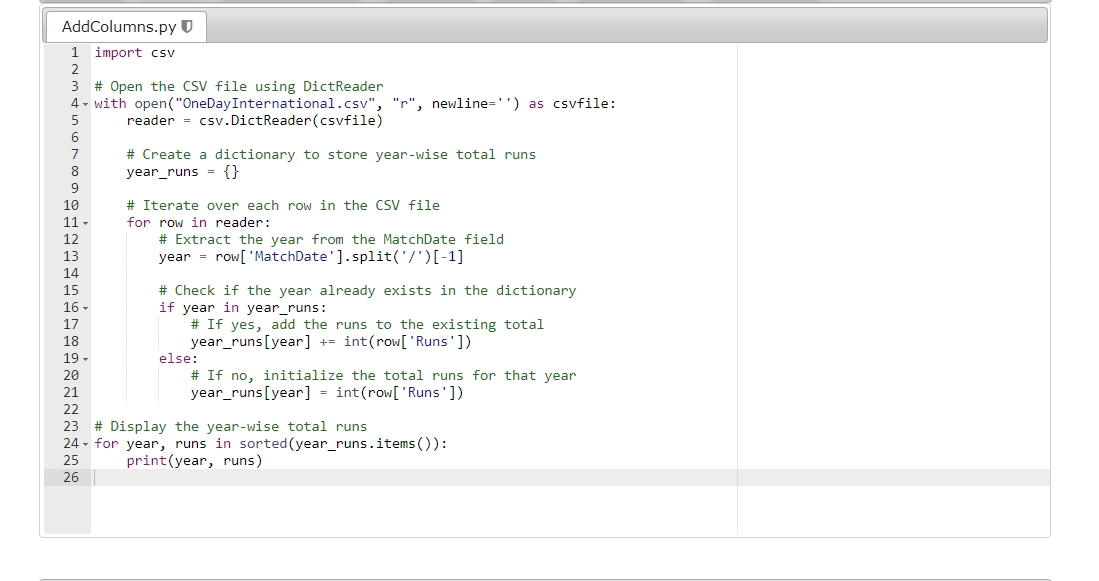 AddColumns.py
1 import csv
2
3 # Open the CSV file using DictReader
4 with open("OneDayInternational.csv", "r", newline='') as csvfile:
5     reader = csv.DictReader(csvfile)
6
7     # Create a dictionary to store year-wise total runs
8     year_runs = {}
9
10     # Iterate over each row in the CSV file
11     for row in reader:
12         # Extract the year from the MatchDate field
13         year = row['MatchDate'].split('/')[-1]
14
15         # Check if the year already exists in the dictionary
16         if year in year_runs:
17             # If yes, add the runs to the existing total
18             year_runs[year] += int(row['Runs'])
19         else:
20             # If no, initialize the total runs for that year
21             year_runs[year] = int(row['Runs'])
22
23 # Display the year-wise total runs
24 for year, runs in sorted(year_runs.items()):
25     print(year, runs)
26